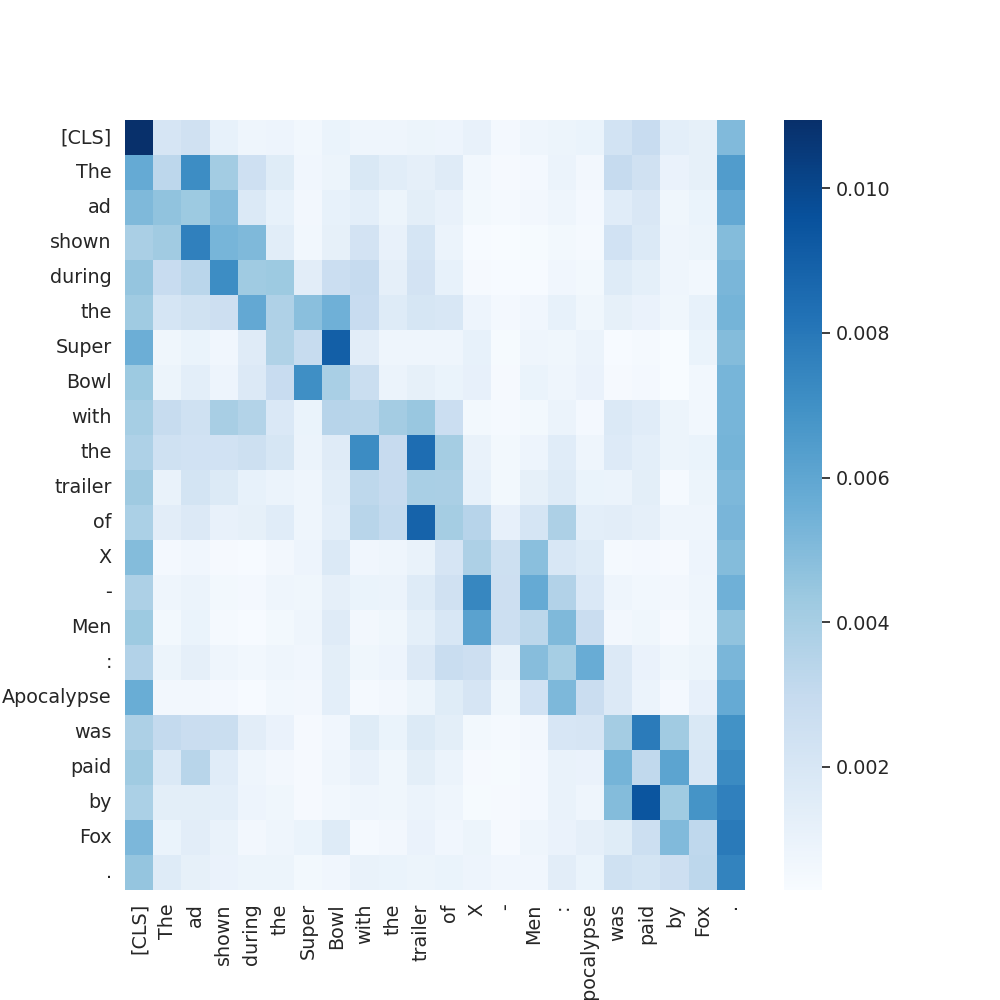 [CLS]
The
ad
shown
during
the
Super
Bowl
with
the
trailer
of
X
-
Men
:
Apocalypse
was
paid
by
Fox
.
[CLS]
The
ad
shown
during
the
Super
Bowl
with
the
trailer
of
X
-
Men
:
pocalypse
was
paid
by
Fox
.
0.010
0.008
0.006
0.004
0.002